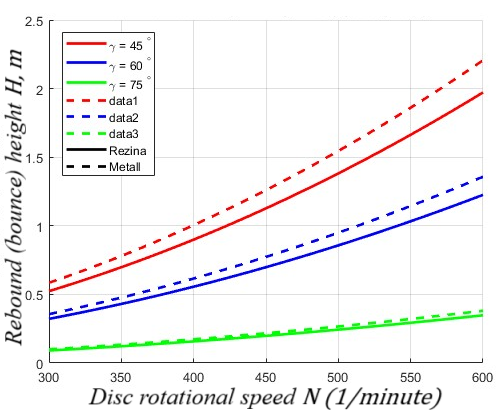 Rebound (bounce) height H, m
2.5
2
1.5
1
0.5
0
γ = 45 °
γ = 60 °
γ = 75 °
data1
data2
data3
Rezina
Metall
300 350 400 450 500 550 600
Disc rotational speed N (1/minute)